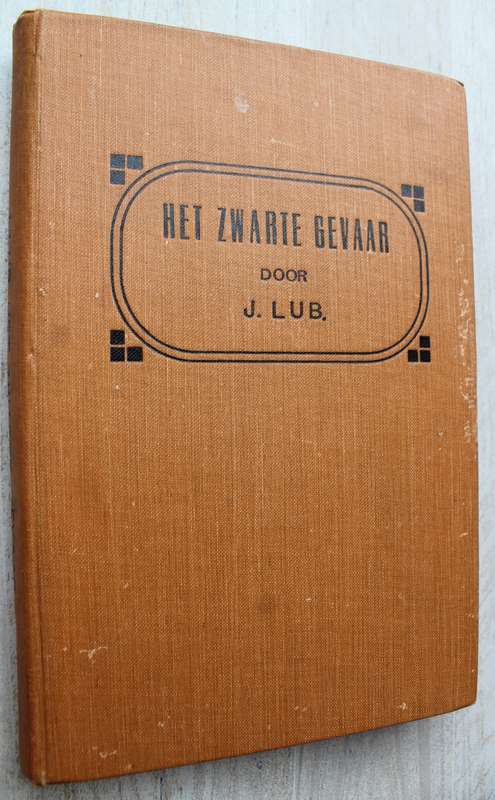 HET ZWARTE GEVAAR
DOOR
J. LUB.